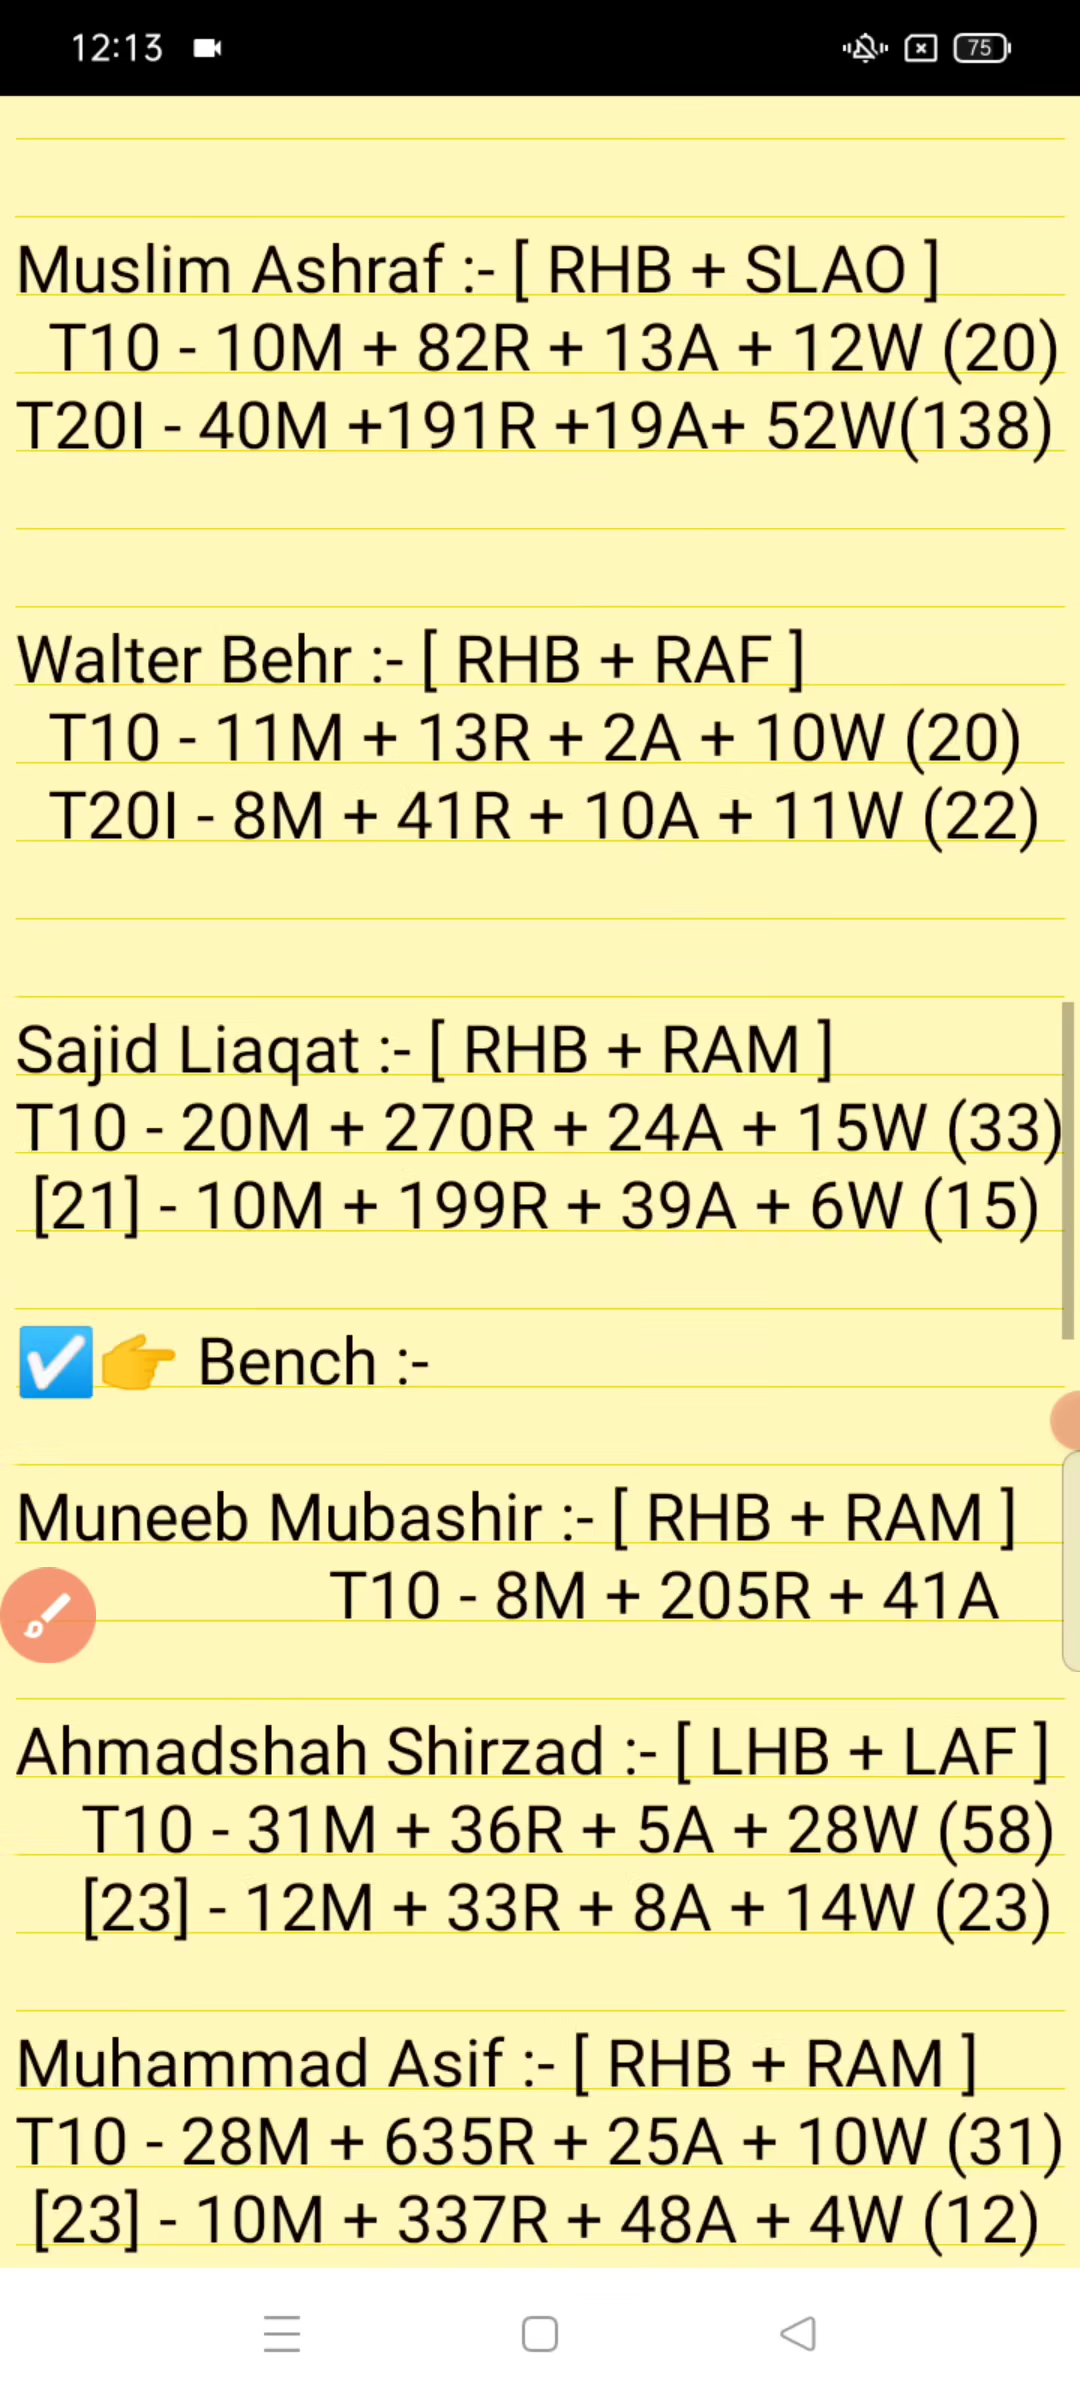 12:13
75
Muslim Ashraf :- [ RHB + SLAO ]
T10 - 10M + 82R + 13A + 12W (20)
T20I - 40M +191R +19A+ 52W(138)
Walter Behr :- [ RHB + RAF ]
T10 - 11M + 13R + 2A + 10W (20)
T20I - 8M + 41R + 10A + 11W (22)
Sajid Liaqat :- [ RHB + RAM ]
T10 - 20M + 270R + 24A + 15W (33)
[21] - 10M + 199R + 39A + 6W (15)
☑👉 Bench :-
Muneeb Mubashir :- [ RHB + RAM ]
T10 - 8M + 205R + 41A
Ahmadshah Shirzad :- [ LHB + LAF ]
T10 - 31M + 36R + 5A + 28W (58)
[23] - 12M + 33R + 8A + 14W (23)
Muhammad Asif :- [ RHB + RAM ]
T10 - 28M + 635R + 25A + 10W (31)
[23] - 10M + 337R + 48A + 4W (12)